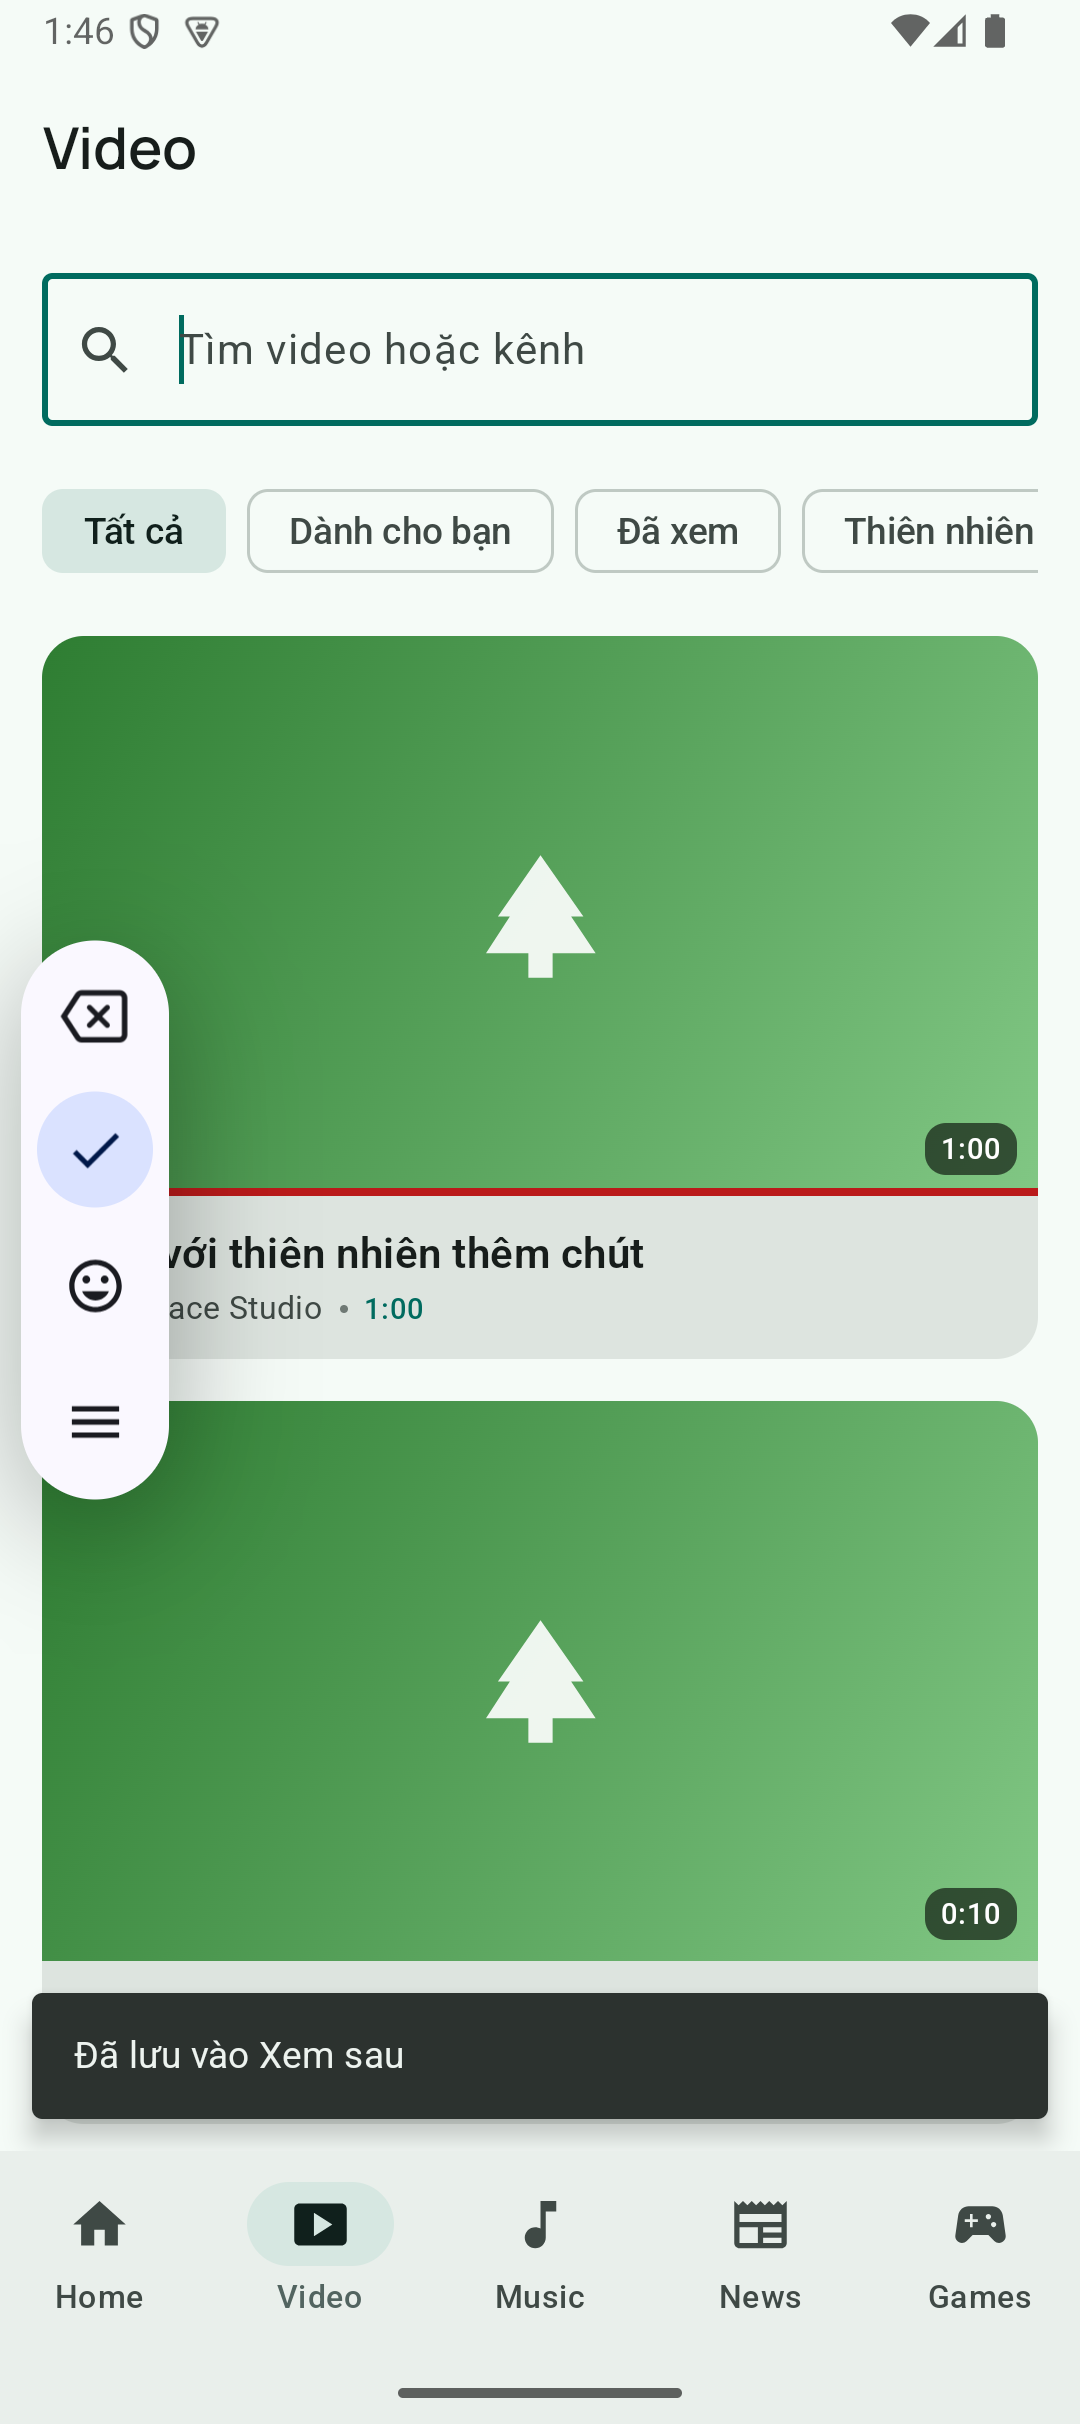 1:46
Video
Tìm video hoặc kênh
Tất cả
Dành cho bạn
Đã xem
Thiên nhiên
1:00
với thiên nhiên thêm chút
ace Studio • 1:00
0:10
Đã lưu vào Xem sau
Home
Video
Music
News
Games